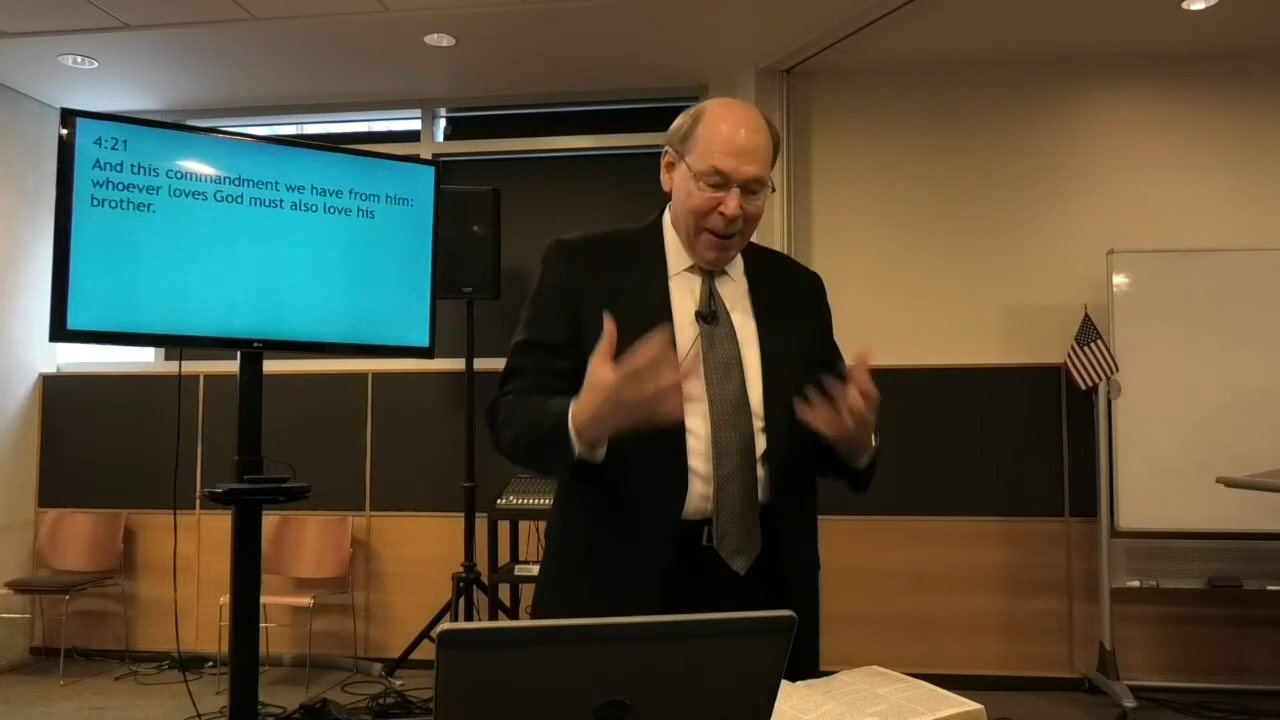 4:21
And this commandment we have from him:
whoever loves God must also love his
brother.